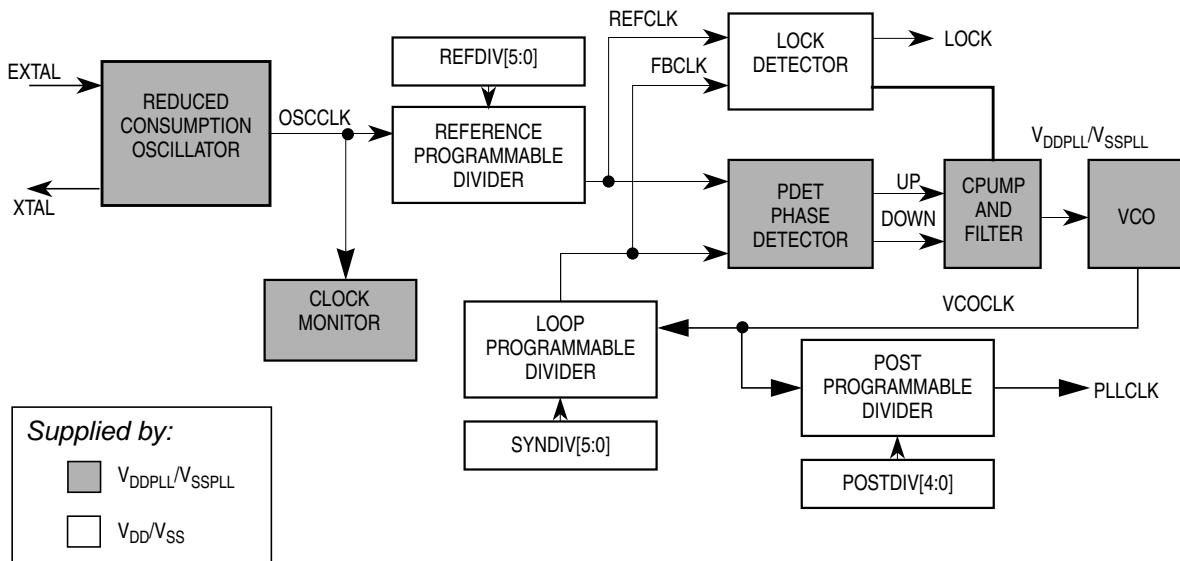 REFCLK
LOCK
DETECTOR
LOCK
REFDIV[5:0]
FBCLK
EXTAL
REDUCED
CONSUMPTION
OSCILLATOR
OSCCLK
REFERENCE
PROGRAMMABLE
DIVIDER
VDDPLL/VSSPLL
XTAL
PDET
PHASE
DETECTOR
UP
DOWN
CPUMP
AND
FILTER
VCO
CLOCK
MONITOR
LOOP
PROGRAMMABLE
DIVIDER
VCOCLK
POST
PROGRAMMABLE
DIVIDER
PLLCLK
SYNDIV[5:0]
POSTDIV[4:0]
Supplied by:
VDDPLL/VSSPLL
VDD/VSS